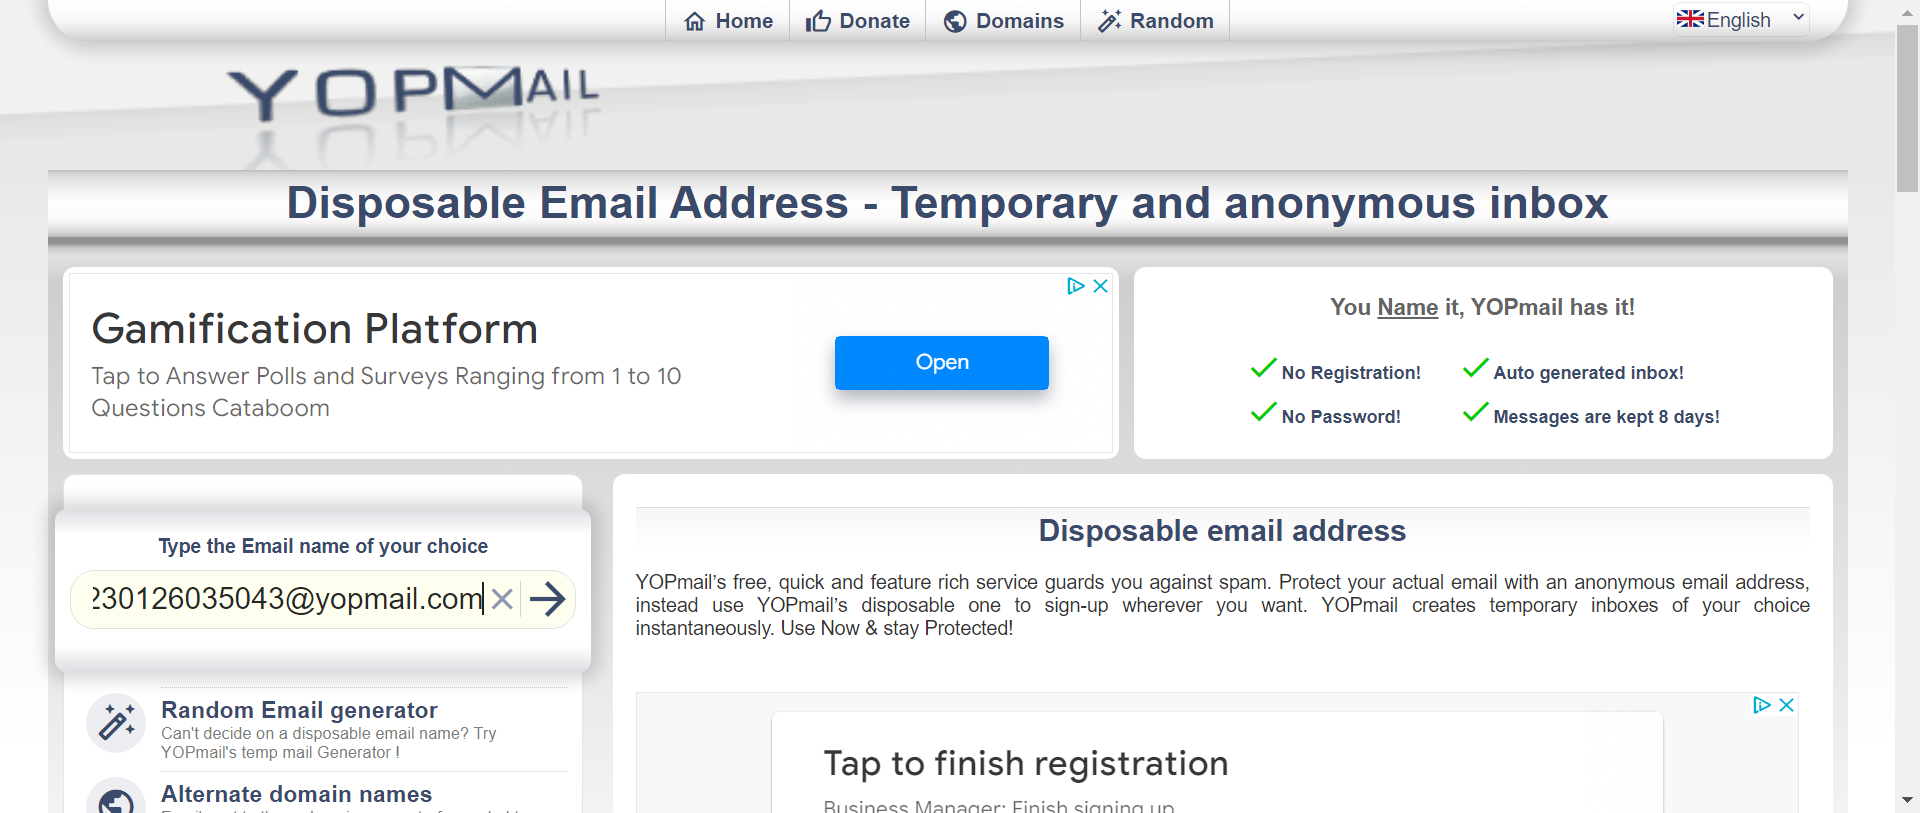 Home
Donate
Domains
Random
English
YOPMAIL
Disposable Email Address - Temporary and anonymous inbox
Gamification Platform
Tap to Answer Polls and Surveys Ranging from 1 to 10
Questions Cataboom
Open
You Name it, YOPmail has it!
No Registration!
Auto generated inbox!
No Password!
Messages are kept 8 days!
Type the Email name of your choice
230126035043@yopmail.com
Random Email generator
Can't decide on a disposable email name? Try
YOPmail's temp mail Generator !
Alternate domain names
Disposable email address
YOPmail’s free, quick and feature rich service guards you against spam. Protect your actual email with an anonymous email address,
instead use YOPmail’s disposable one to sign-up wherever you want. YOPmail creates temporary inboxes of your choice
instantaneously. Use Now & stay Protected!
Tap to finish registration
Business Manager: Finish signing up